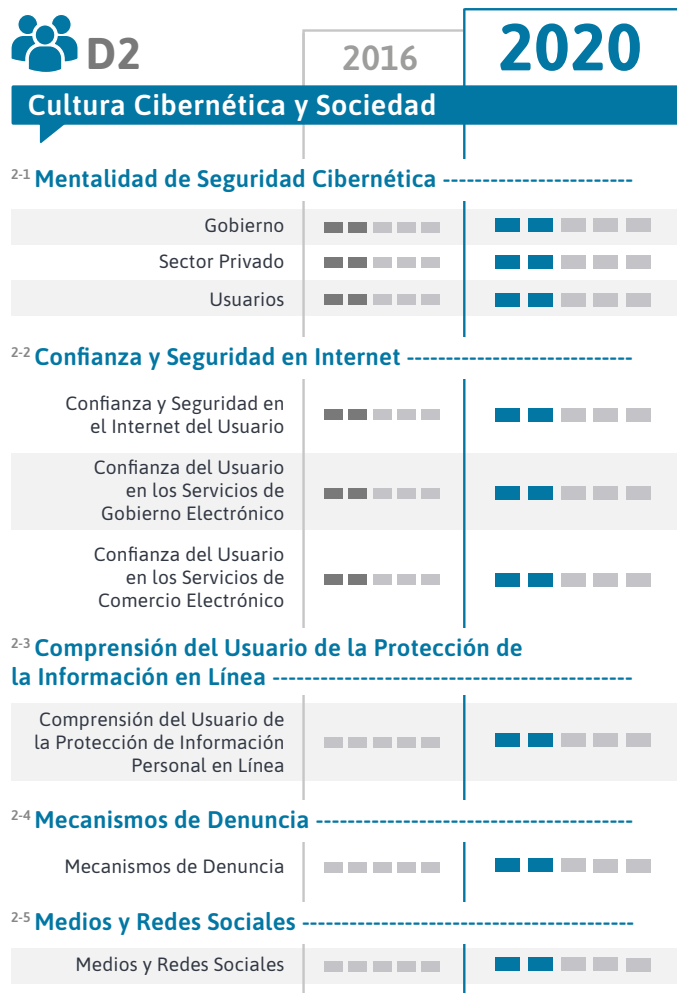 D2
2016
2020
Cultura Cibernética y Sociedad
2-1 Mentalidad de Seguridad Cibernética
Gobierno
Sector Privado
Usuarios
2-2 Confianza y Seguridad en Internet
Confianza y Seguridad en
el Internet del Usuario
Confianza del Usuario
en los Servicios de
Gobierno Electrónico
Confianza del Usuario
en los Servicios de
Comercio Electrónico
2-3 Comprensión del Usuario de la Protección de
la Información en Línea
Comprensión del Usuario de
la Protección de Información
Personal en Línea
2-4 Mecanismos de Denuncia
Mecanismos de Denuncia
2-5 Medios y Redes Sociales
Medios y Redes Sociales